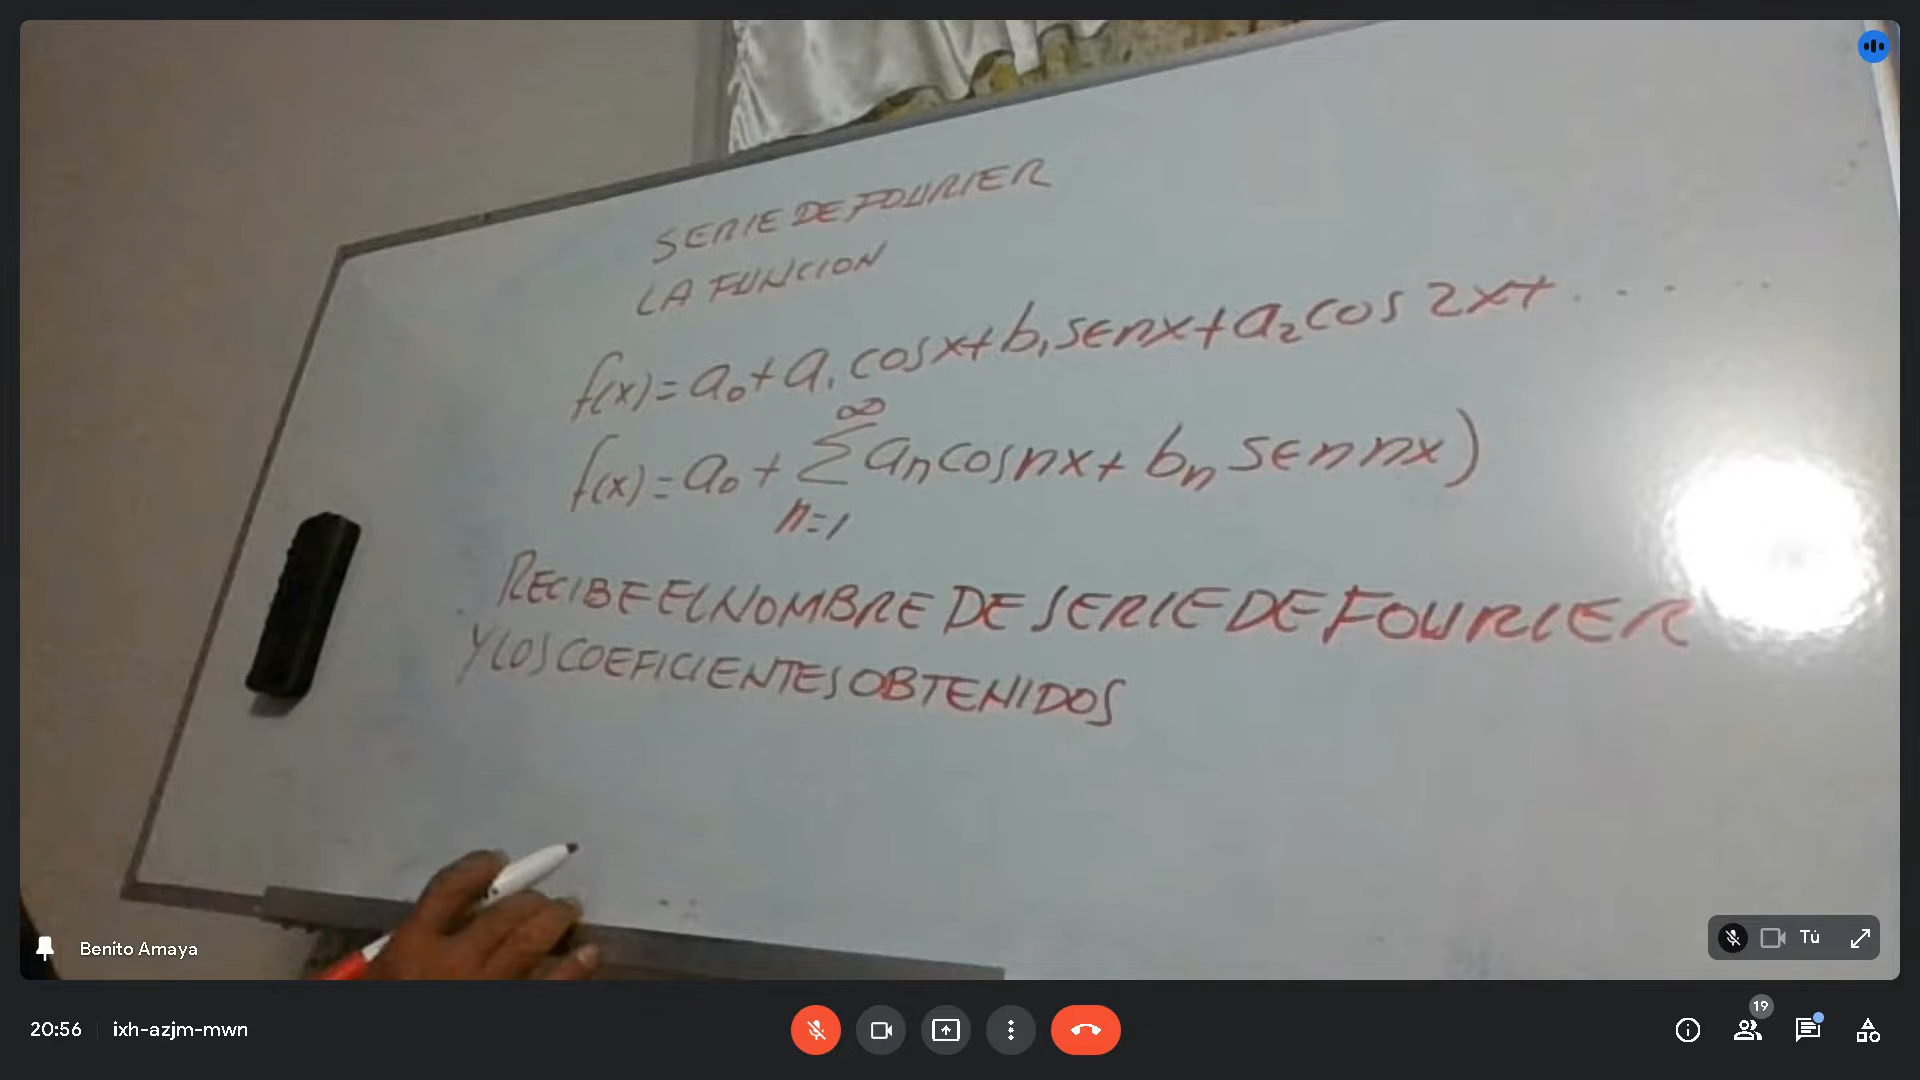 SERIE DE FOURIER
LA FUNCION
f(x)= a₀+a₁cosx+b₁senx+a₂cos2x+.......
f(x)=a₀+∑aₙcosnx+bₙsennx)
∞
n=1
RECIBE EL NOMBRE DE SERIE DE FOURIER
Y LOS COEFICIENTES OBTENIDOS
Benito Amaya
Tú
20:56 ixh-azjm-mwn
19